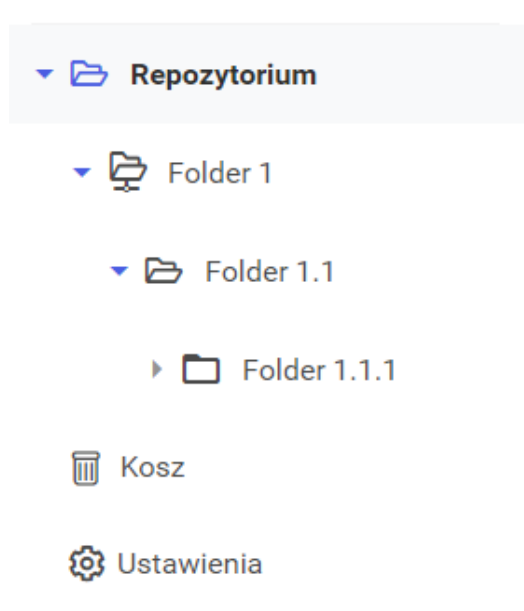 Repozytorium
Folder 1
Folder 1.1
Folder 1.1.1
Kosz
Ustawienia